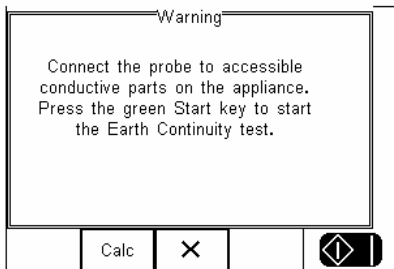 Warning
Connect the probe to accessible
conductive parts on the appliance.
Press the green Start key to start
the Earth Continuity test.
Calc